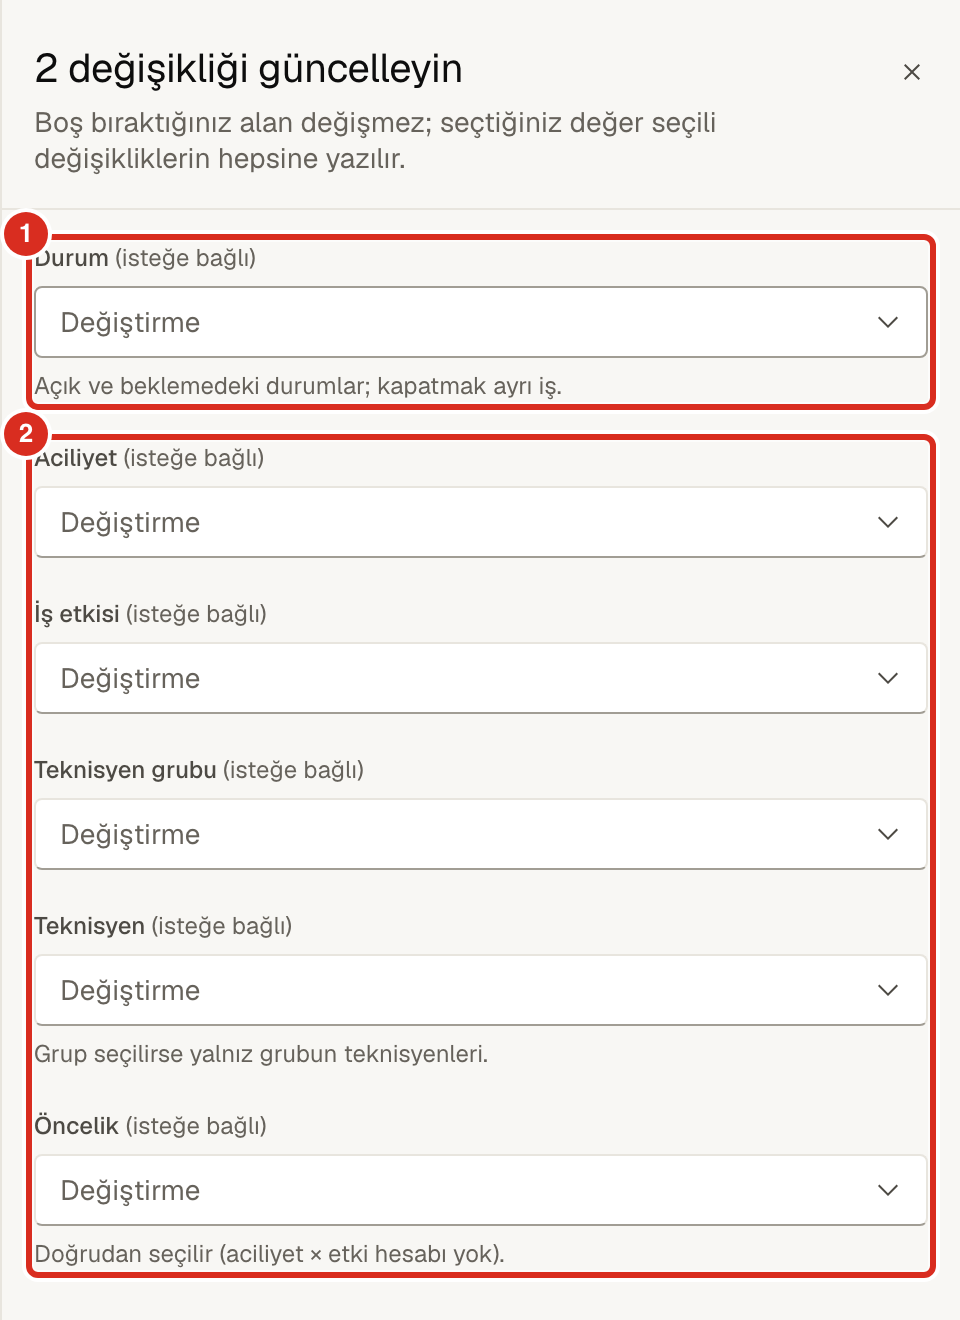 2 değişikliği güncelleyin
Boş bıraktığınız alan değişmez; seçtiğiniz değer seçili
değişikliklerin hepsine yazılır.
1
Durum (isteğe bağlı)
Değiştirme
Açık ve beklemedeki durumlar; kapatmak ayrı iş.
2
Aciliyet (isteğe bağlı)
Değiştirme
İş etkisi (isteğe bağlı)
Değiştirme
Teknisyen grubu (isteğe bağlı)
Değiştirme
Teknisyen (isteğe bağlı)
Değiştirme
Grup seçilirse yalnız grubun teknisyenleri.
Öncelik (isteğe bağlı)
Değiştirme
Doğrudan seçilir (aciliyet × etki hesabı yok).